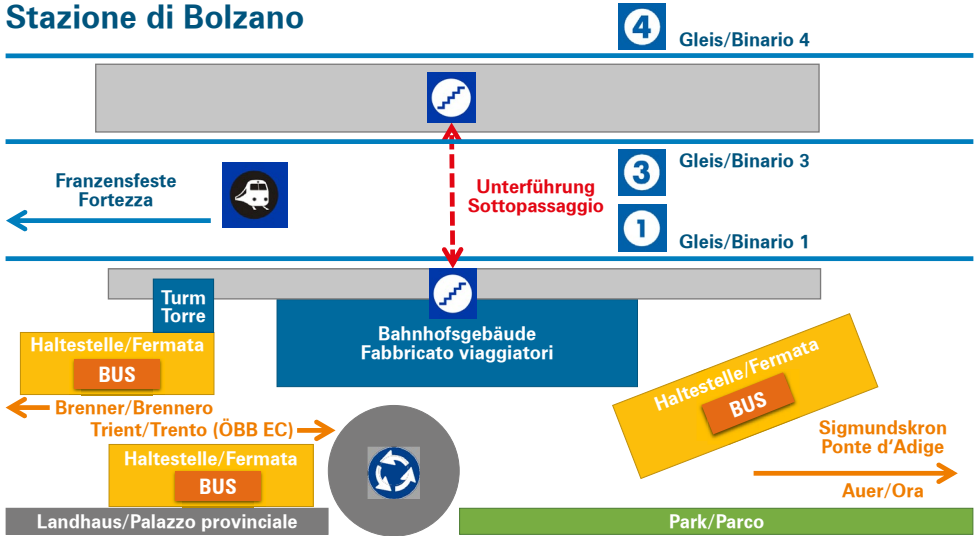 Stazione di Bolzano
4
Gleis/Binario 4
3
Gleis/Binario 3
Franzensfeste
Fortezza
Unterführung
Sottopassaggio
1
Gleis/Binario 1
Turm
Torre
Bahnhofsgebäude
Fabbricato viaggiatori
Haltestelle/Fermata
BUS
Haltestelle/Fermata
BUS
Brenner/Brennero
Trient/Trento (ÖBB EC)
Haltestelle/Fermata
BUS
Sigmundskron
Ponte d'Adige
Auer/Ora
Landhaus/Palazzo provinciale
Park/Parco